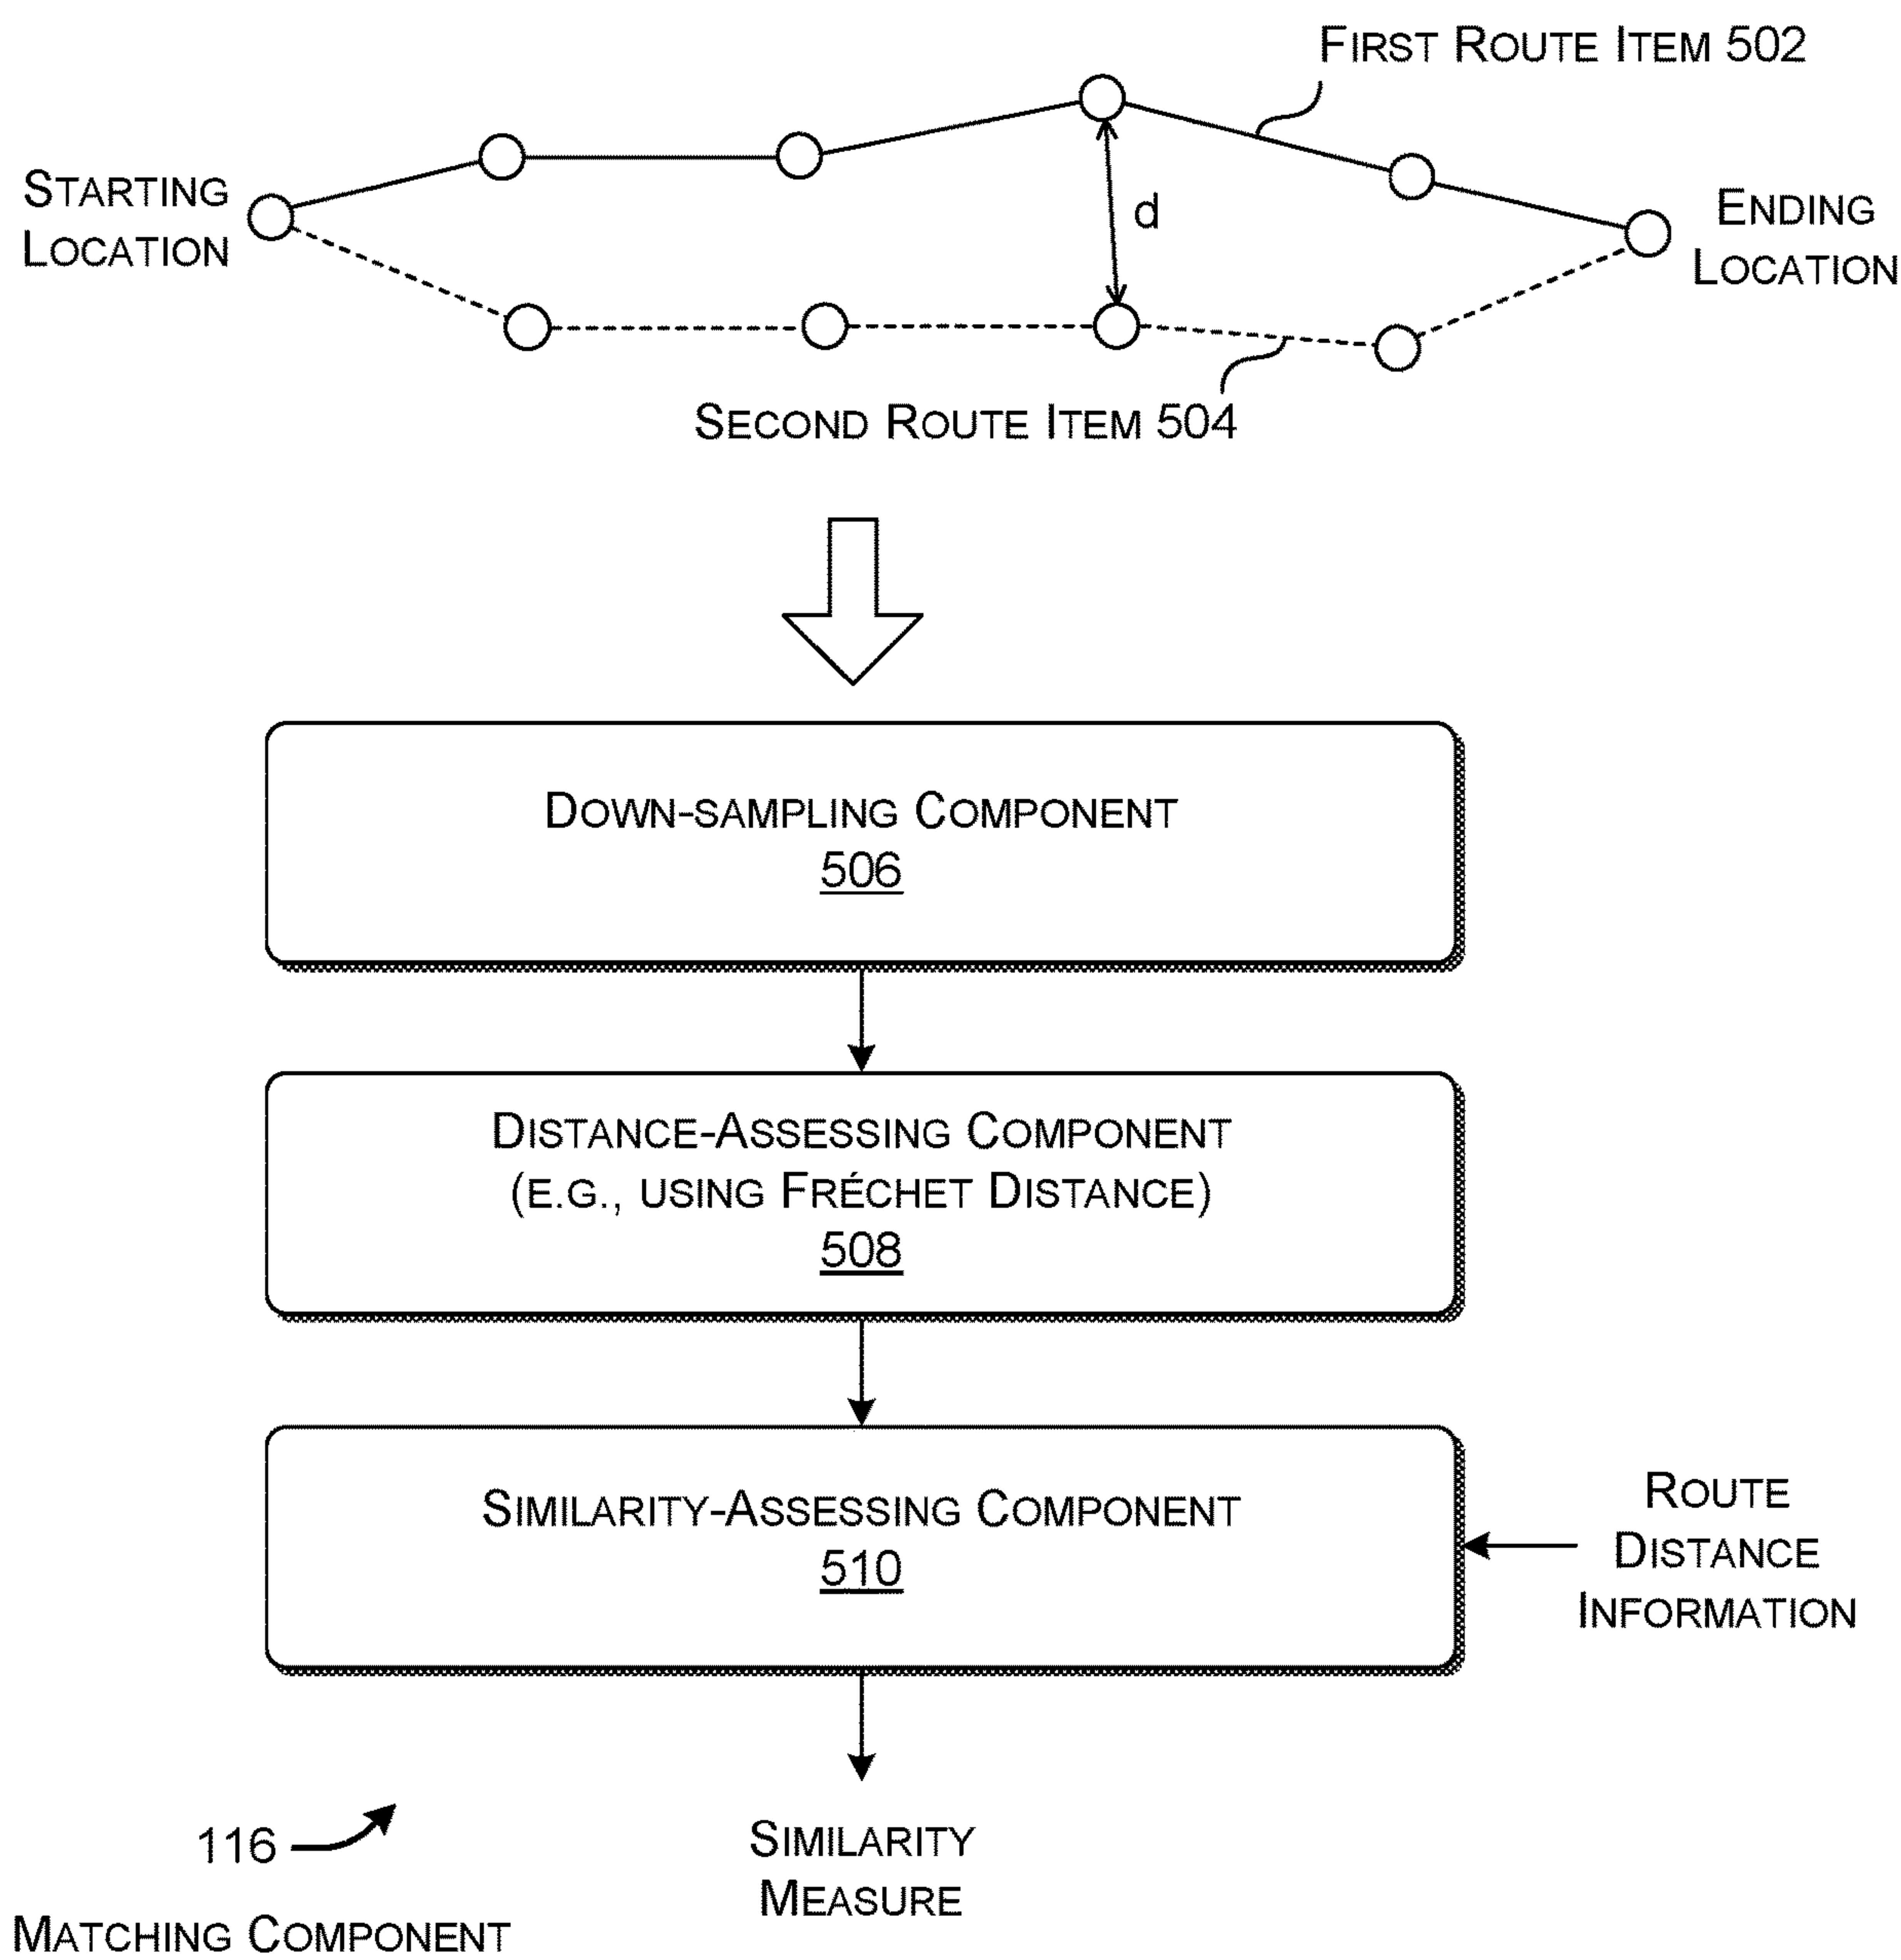 FIRST ROUTE ITEM 502
STARTING
LOCATION
d
ENDING
LOCATION
SECOND ROUTE ITEM 504
DOWN-SAMPLING COMPONENT
506
DISTANCE-ASSESSING COMPONENT
(E.G., USING FRÉCHET DISTANCE)
508
SIMILARITY-ASSESSING COMPONENT
510
ROUTE
DISTANCE
INFORMATION
116
SIMILARITY
MEASURE
MATCHING COMPONENT